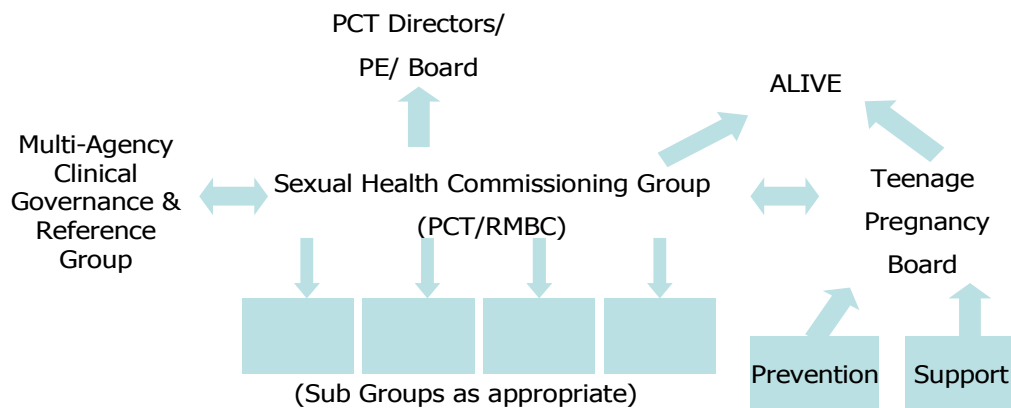 PCT Directors/
PE/ Board
ALIVE
Multi-Agency
Clinical
Governance &
Reference
Group
Sexual Health Commissioning Group
(PCT/RMBC)
Teenage
Pregnancy
Board
Prevention
Support
(Sub Groups as appropriate)